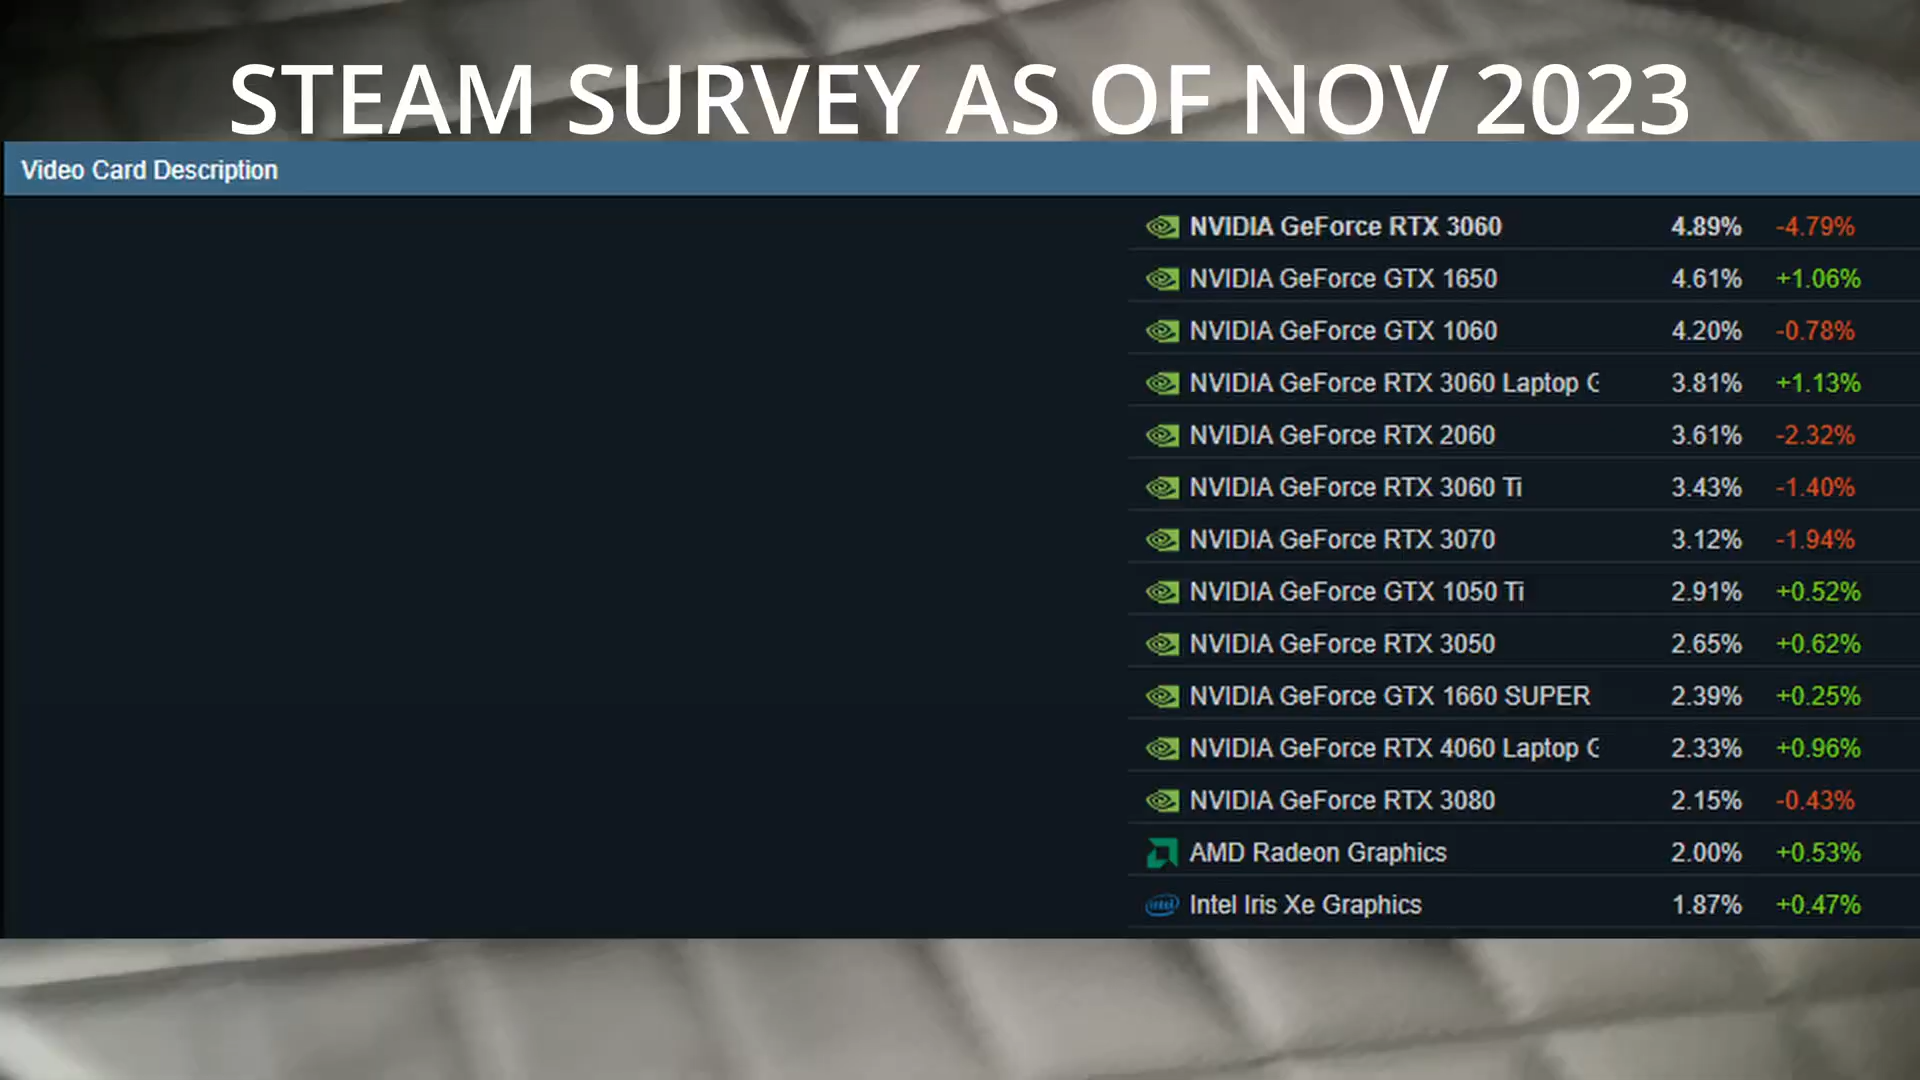 STEAM SURVEY AS OF NOV 2023
Video Card Description
NVIDIA GeForce RTX 3060 4.89% -4.79%
NVIDIA GeForce GTX 1650 4.61% +1.06%
NVIDIA GeForce GTX 1060 4.20% -0.78%
NVIDIA GeForce RTX 3060 Laptop G 3.81% +1.13%
NVIDIA GeForce RTX 2060 3.61% -2.32%
NVIDIA GeForce RTX 3060 Ti 3.43% -1.40%
NVIDIA GeForce RTX 3070 3.12% -1.94%
NVIDIA GeForce GTX 1050 Ti 2.91% +0.52%
NVIDIA GeForce RTX 3050 2.65% +0.62%
NVIDIA GeForce GTX 1660 SUPER 2.39% +0.25%
NVIDIA GeForce RTX 4060 Laptop G 2.33% +0.96%
NVIDIA GeForce RTX 3080 2.15% -0.43%
AMD Radeon Graphics 2.00% +0.53%
intel Intel Iris Xe Graphics 1.87% +0.47%